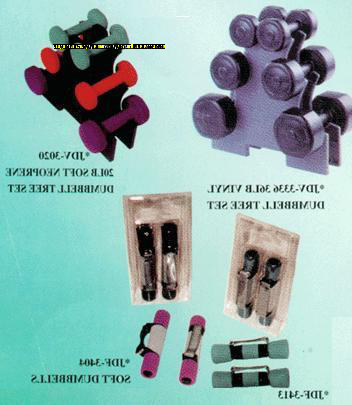 *JDV-3020
20LB SOFT NEOPRENE
DUMBBELL TREE SET
*JDV-3336 36LB VINYL
DUMBBELL TREE SET
*JDF-3404
SOFT DUMBBELLS
*JDF-3413